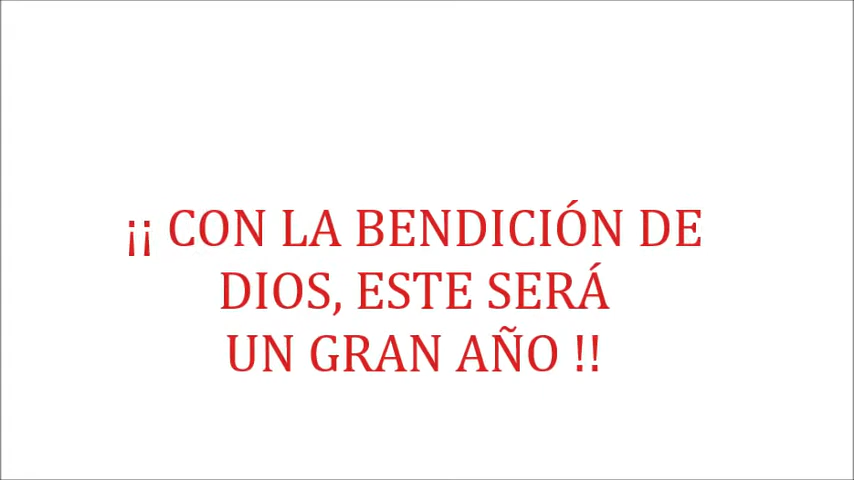 ¡¡ CON LA BENDICIÓN DE
DIOS, ESTE SERÁ
UN GRAN AÑO !!